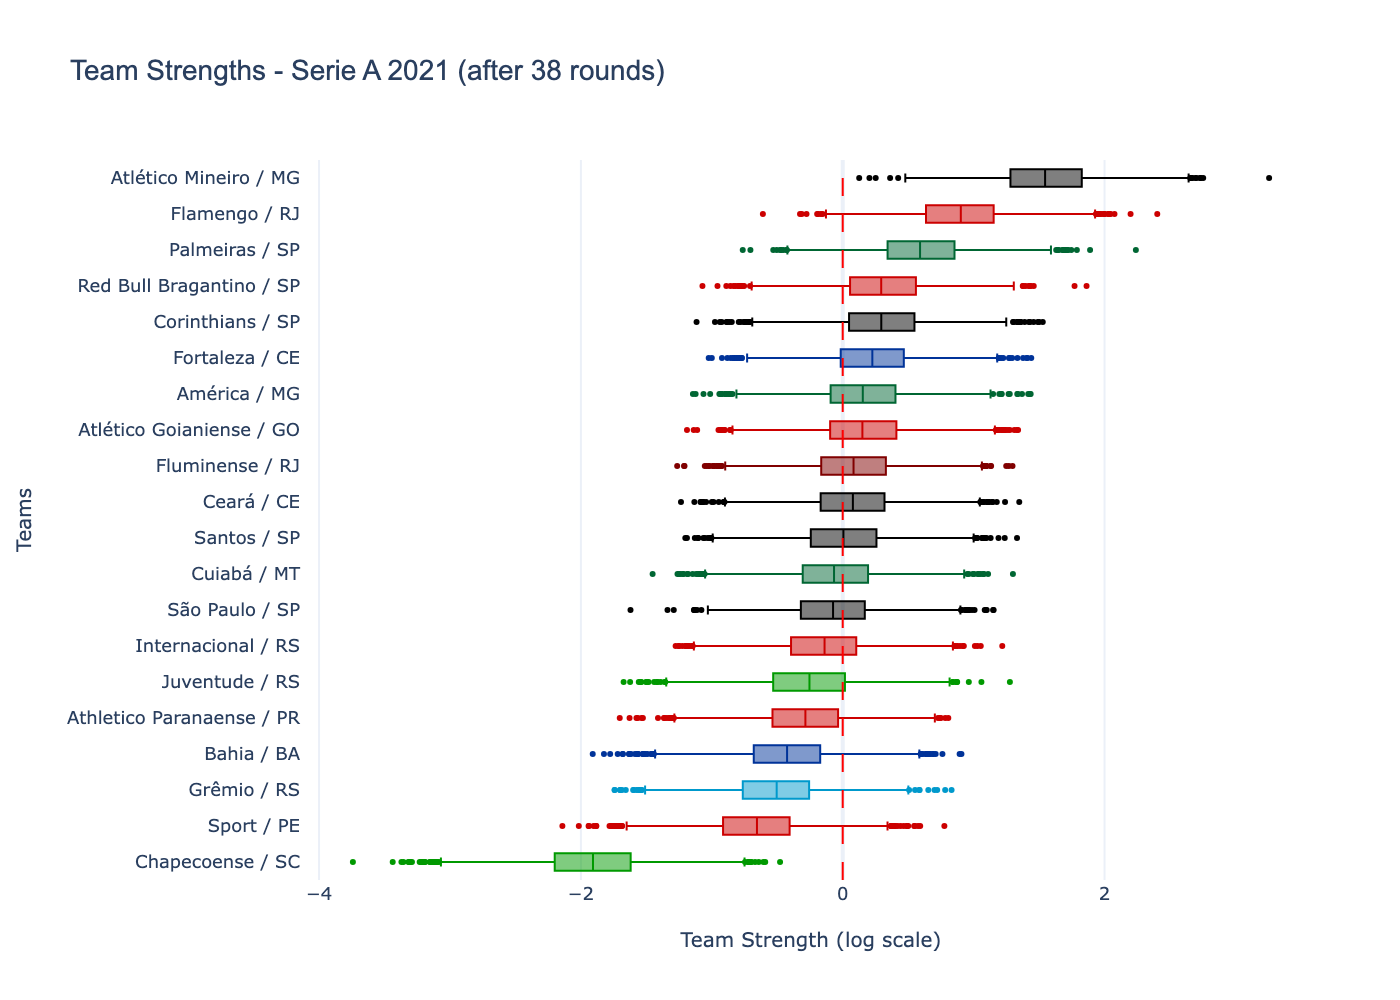 Team Strengths - Serie A 2021 (after 38 rounds)
Atlético Mineiro / MG
Flamengo / RJ
Palmeiras / SP
Red Bull Bragantino / SP
Corinthians / SP
Fortaleza / CE
América / MG
Atlético Goianiense / GO
Fluminense / RJ
Ceará / CE
Santos / SP
Cuiabá / MT
São Paulo / SP
Internacional / RS
Juventude / RS
Athletico Paranaense / PR
Bahia / BA
Grêmio / RS
Sport / PE
Chapecoense / SC
Teams
−4 −2 0 2
Team Strength (log scale)